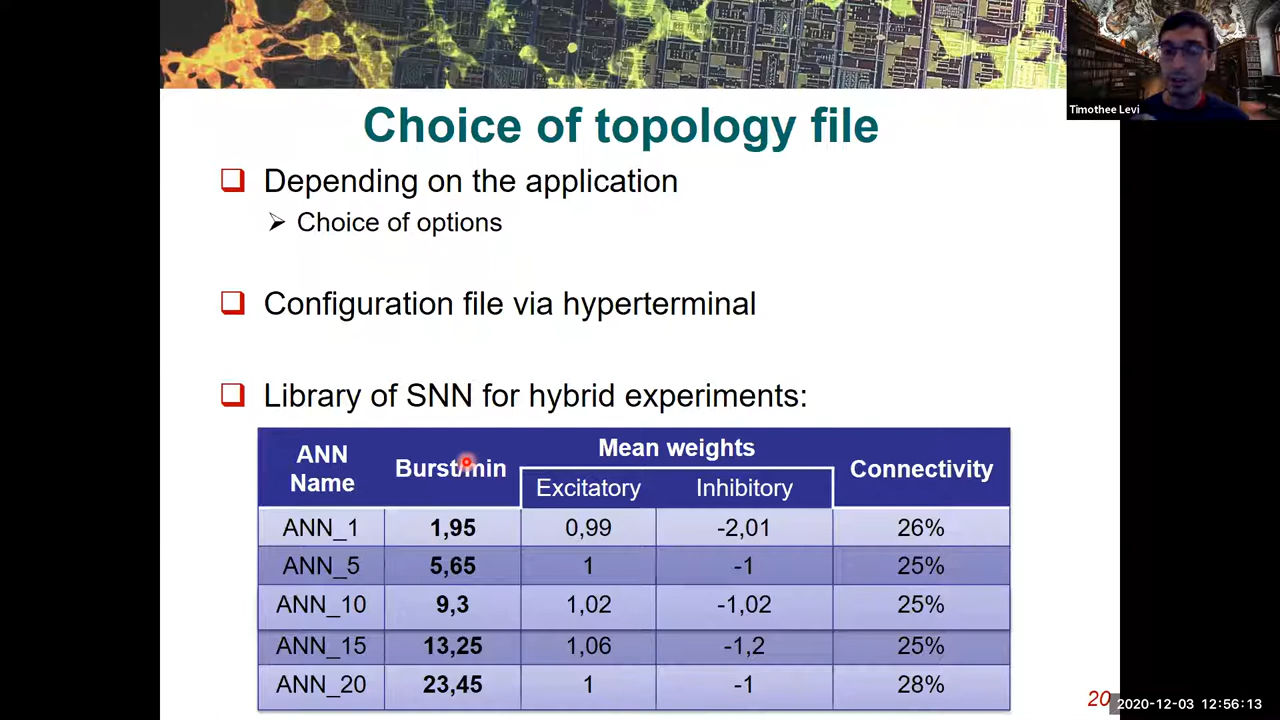 Timothee Levi
Choice of topology file
Depending on the application
Choice of options
Configuration file via hyperterminal
Library of SNN for hybrid experiments:
ANN Name Burst/min Mean weights Connectivity
Excitatory Inhibitory
ANN_1 1,95 0,99 -2,01 26%
ANN_5 5,65 1 -1 25%
ANN_10 9,3 1,02 -1,02 25%
ANN_15 13,25 1,06 -1,2 25%
ANN_20 23,45 1 -1 28%
20
2020-12-03 12:56:13